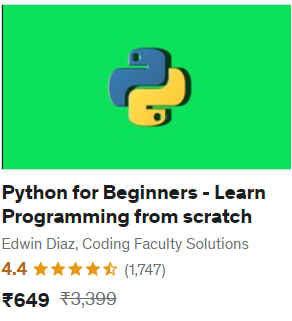 Python for Beginners - Learn
Programming from scratch
Edwin Diaz, Coding Faculty Solutions
4.4 (1,747)
₹649 ₹3,399